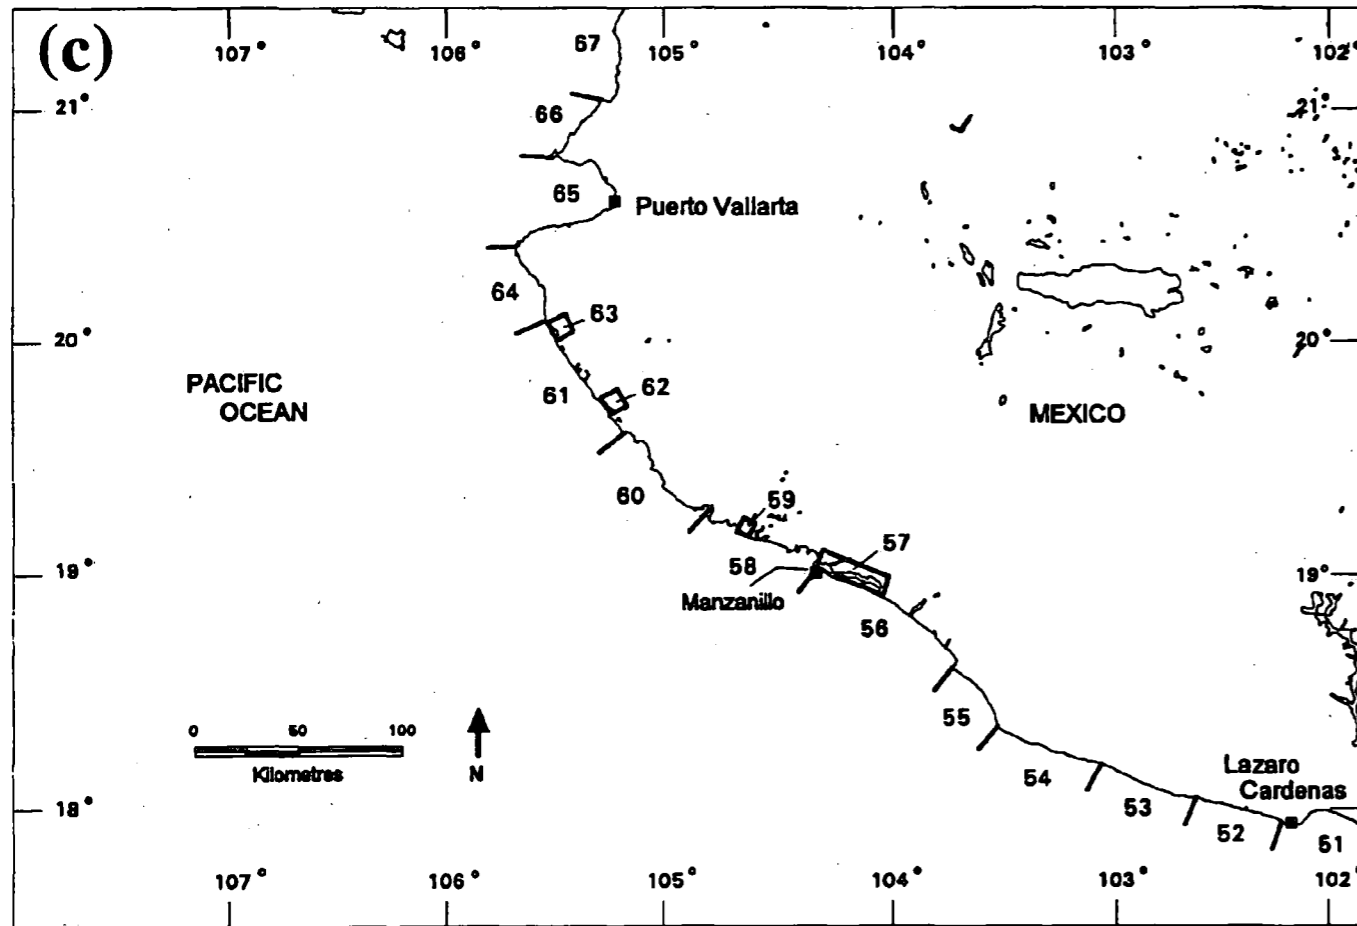 (c)
107° 106° 67 105° 104° 103° 102°
21° 66 21°
65 Puerto Vallarta
64
63
20° 20°
PACIFIC
OCEAN
61 62
MEXICO
60 59
57
19° 58 19°
Manzanillo
56
55
0 50 100
Kilometres
N
54
Lazaro
Cardenas
53
18°
52 51
107° 106° 105° 104° 103° 102°